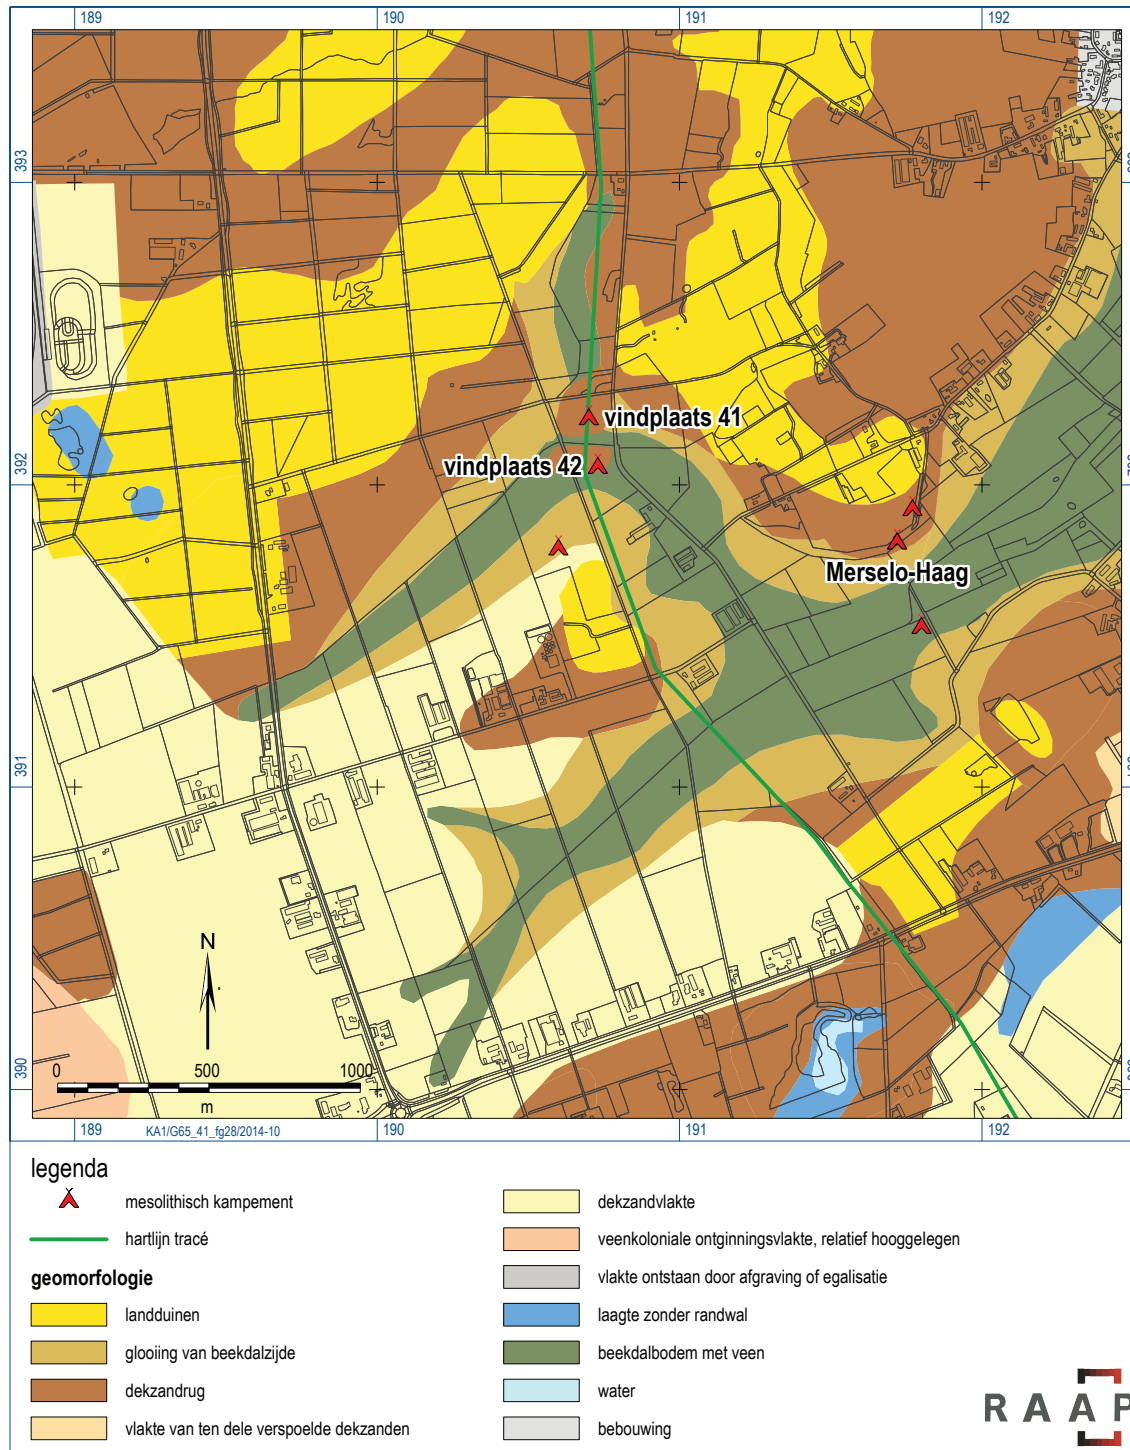 189 190 191 192
393
392
391
390
vindplaats 41
vindplaats 42
Merselo-Haag
N
0 500 1000
m
189 190 191 192
KA1/G65_41_fg28/2014-10
legenda
mesolithisch kampement
hartlijn tracé
geomorfologie
landduinen
glooiing van beekdalzijde
dekzandrug
vlakte van ten dele verspoelde dekzanden
dekzandvlakte
veenkoloniale ontginningsvlakte, relatief hooggelegen
vlakte ontstaan door afgraving of egalisatie
laagte zonder randwal
beekdalbodem met veen
water
bebouwing
RAAP